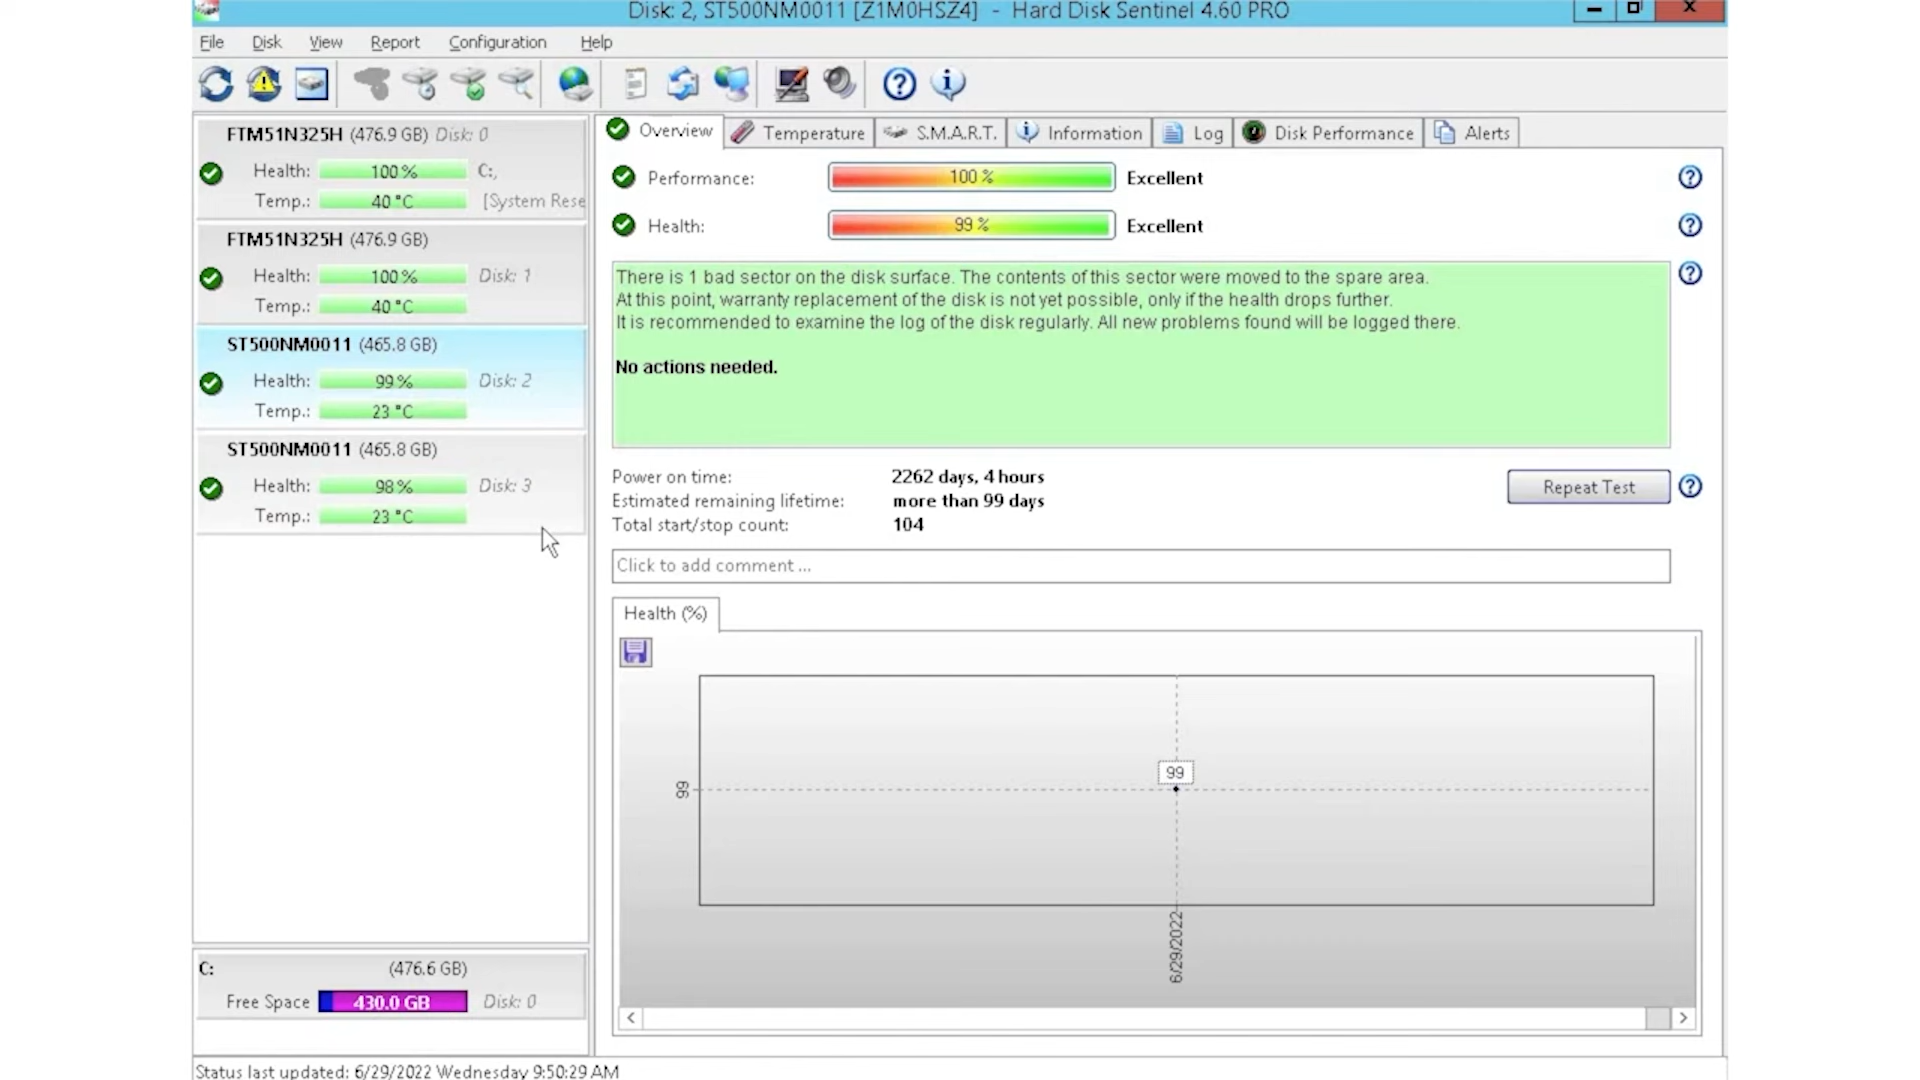 Disk: 2, ST500NM0011 [Z1M0HSZ4] - Hard Disk Sentinel 4.60 PRO
File Disk View Report Configuration Help
FTM51N325H (476.9 GB) Disk: 0
Health: 100 % C:,
Temp.: 40 °C [System Rese
FTM51N325H (476.9 GB)
Health: 100 % Disk: 1
Temp.: 40 °C
ST500NM0011 (465.8 GB)
Health: 99 % Disk: 2
Temp.: 23 °C
ST500NM0011 (465.8 GB)
Health: 98 % Disk: 3
Temp.: 23 °C
C: (476.6 GB)
Free Space 430.0 GB Disk: 0
Overview Temperature S.M.A.R.T. Information Log Disk Performance Alerts
Performance: 100 % Excellent
Health: 99 % Excellent
There is 1 bad sector on the disk surface. The contents of this sector were moved to the spare area.
At this point, warranty replacement of the disk is not yet possible, only if the health drops further.
It is recommended to examine the log of the disk regularly. All new problems found will be logged there.
No actions needed.
Power on time: 2262 days, 4 hours
Estimated remaining lifetime: more than 99 days
Total start/stop count: 104
Repeat Test
Click to add comment ...
Health (%)
99
99
6/29/2022
Status last updated: 6/29/2022 Wednesday 9:50:29 AM